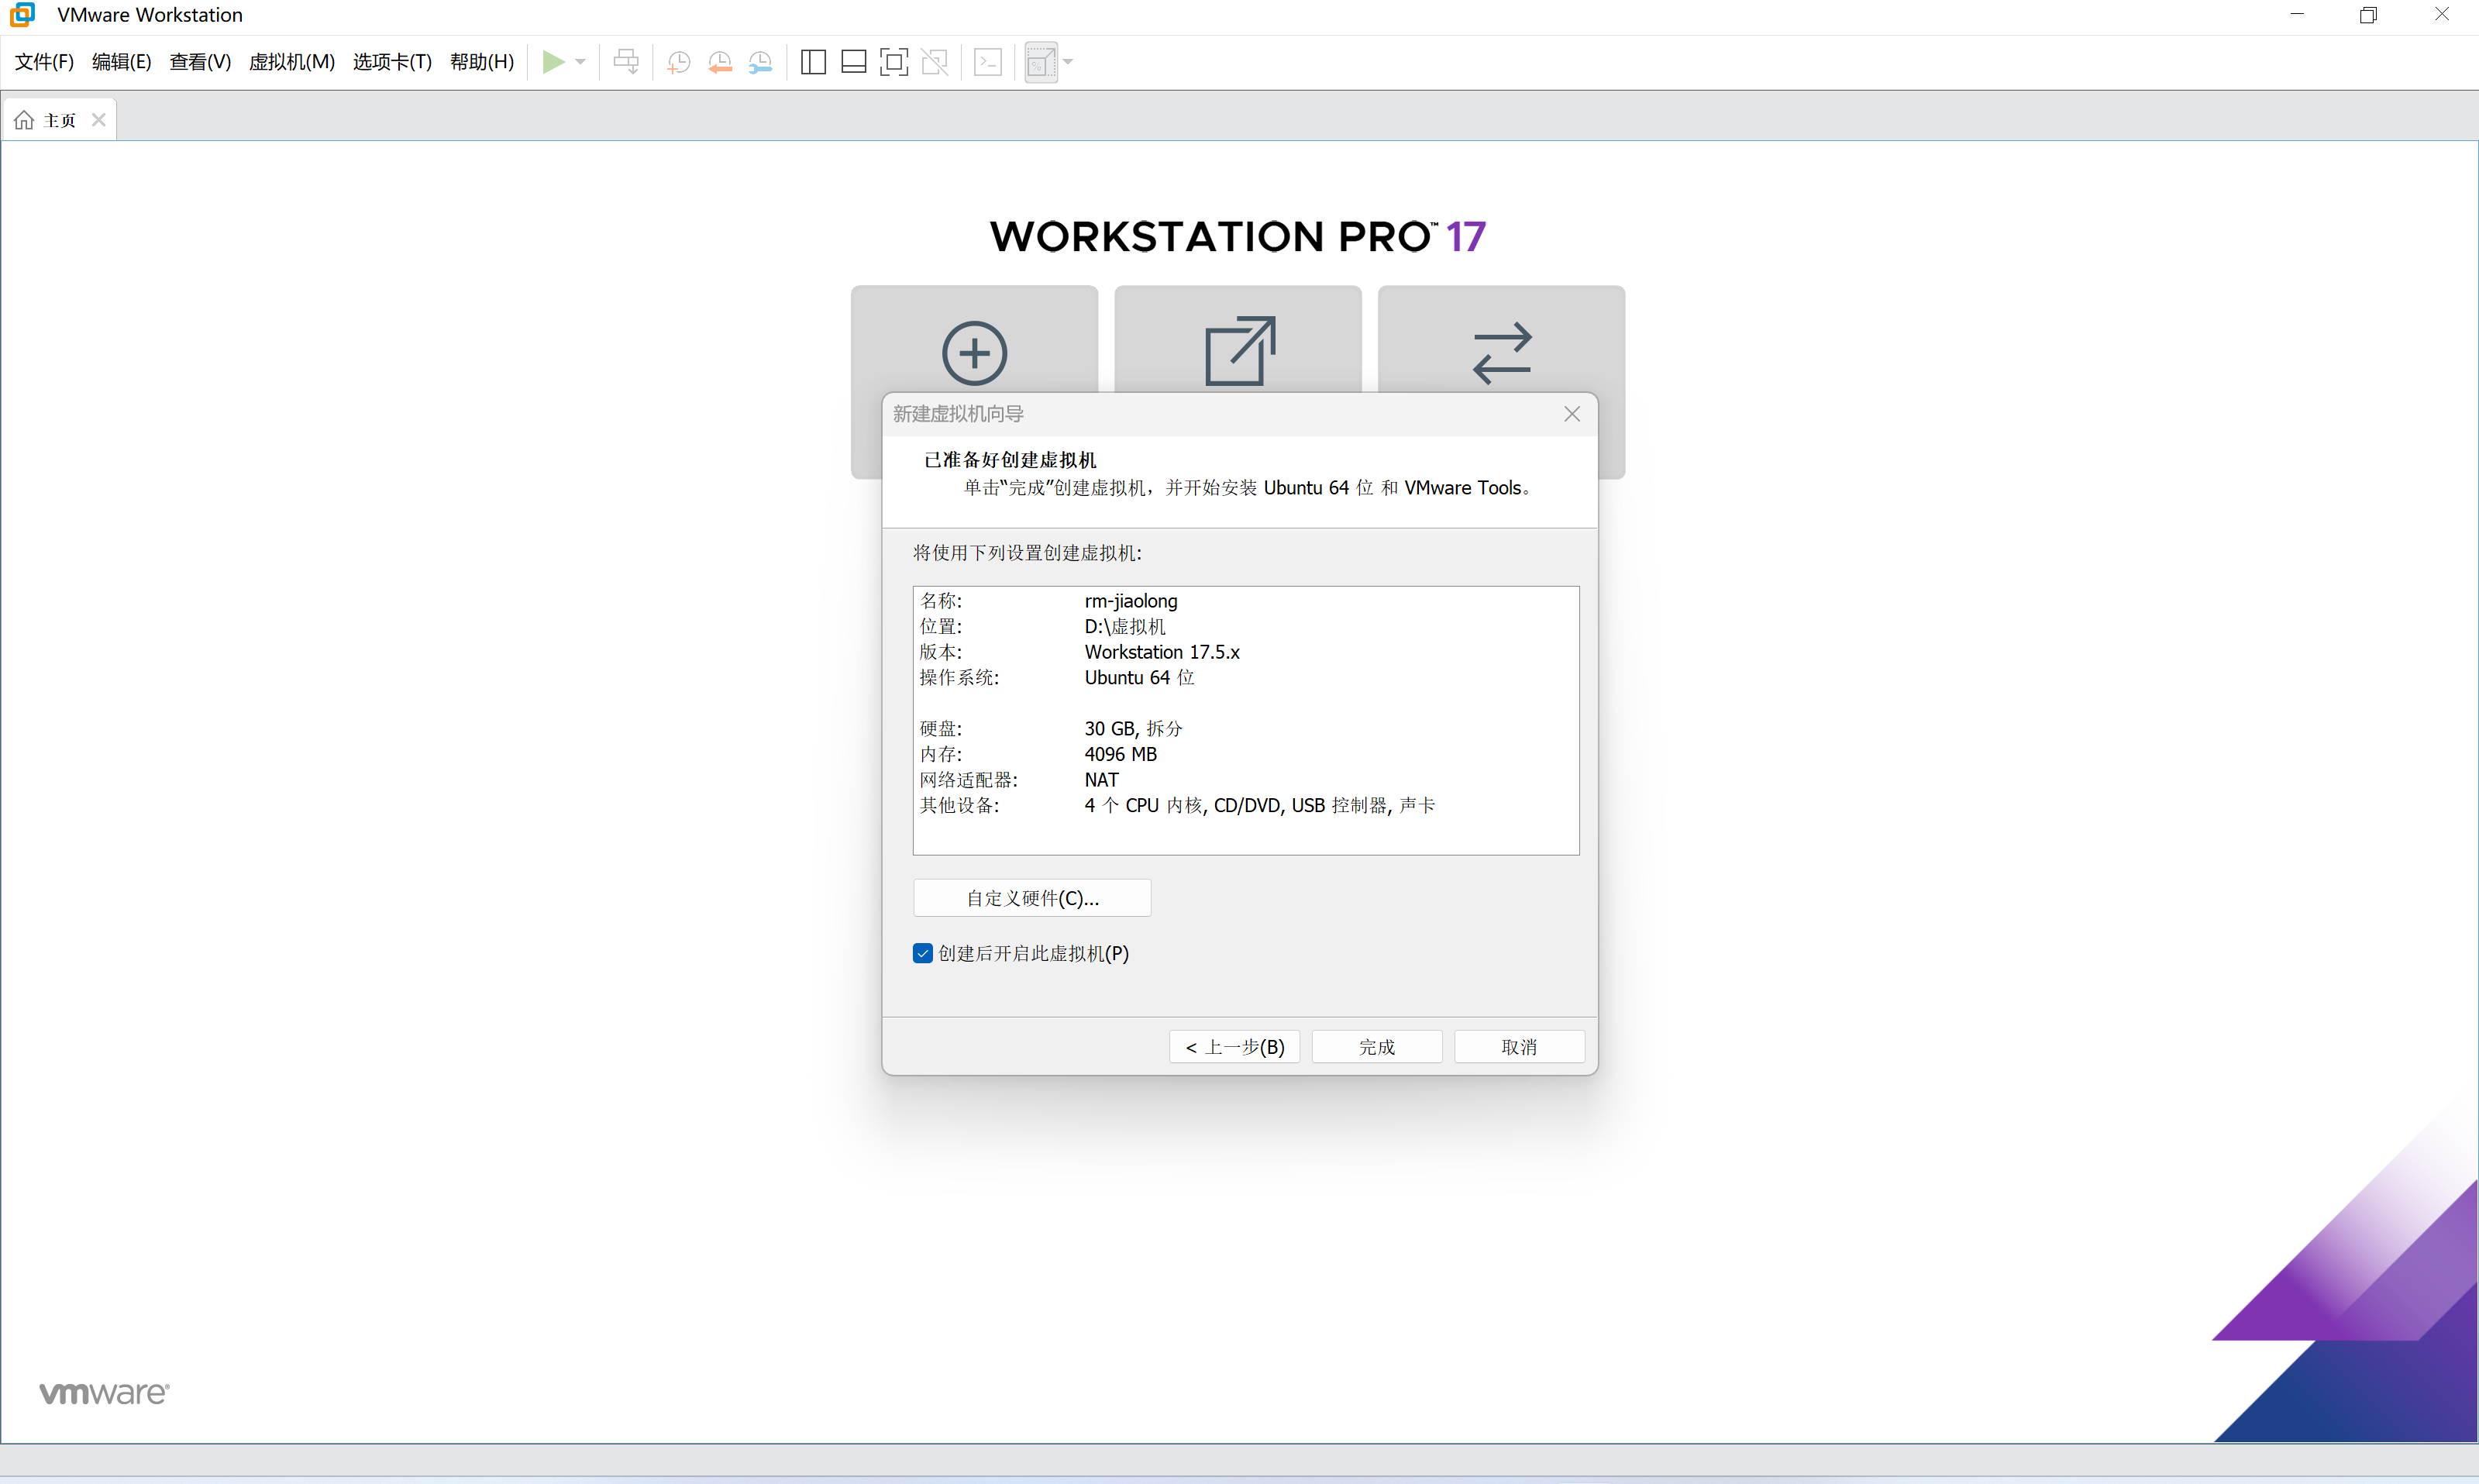 VMware Workstation
文件(F) 编辑(E) 查看(V) 虚拟机(M) 选项卡(T) 帮助(H)
主页
WORKSTATION PRO™ 17
新建虚拟机向导
已准备好创建虚拟机
单击“完成”创建虚拟机，并开始安装 Ubuntu 64 位 和 VMware Tools。
将使用下列设置创建虚拟机:
名称: rm-jiaolong
位置: D:\虚拟机
版本: Workstation 17.5.x
操作系统: Ubuntu 64 位
硬盘: 30 GB, 拆分
内存: 4096 MB
网络适配器: NAT
其他设备: 4 个 CPU 内核, CD/DVD, USB 控制器, 声卡
自定义硬件(C)...
创建后开启此虚拟机(P)
< 上一步(B) 完成 取消
vmware®